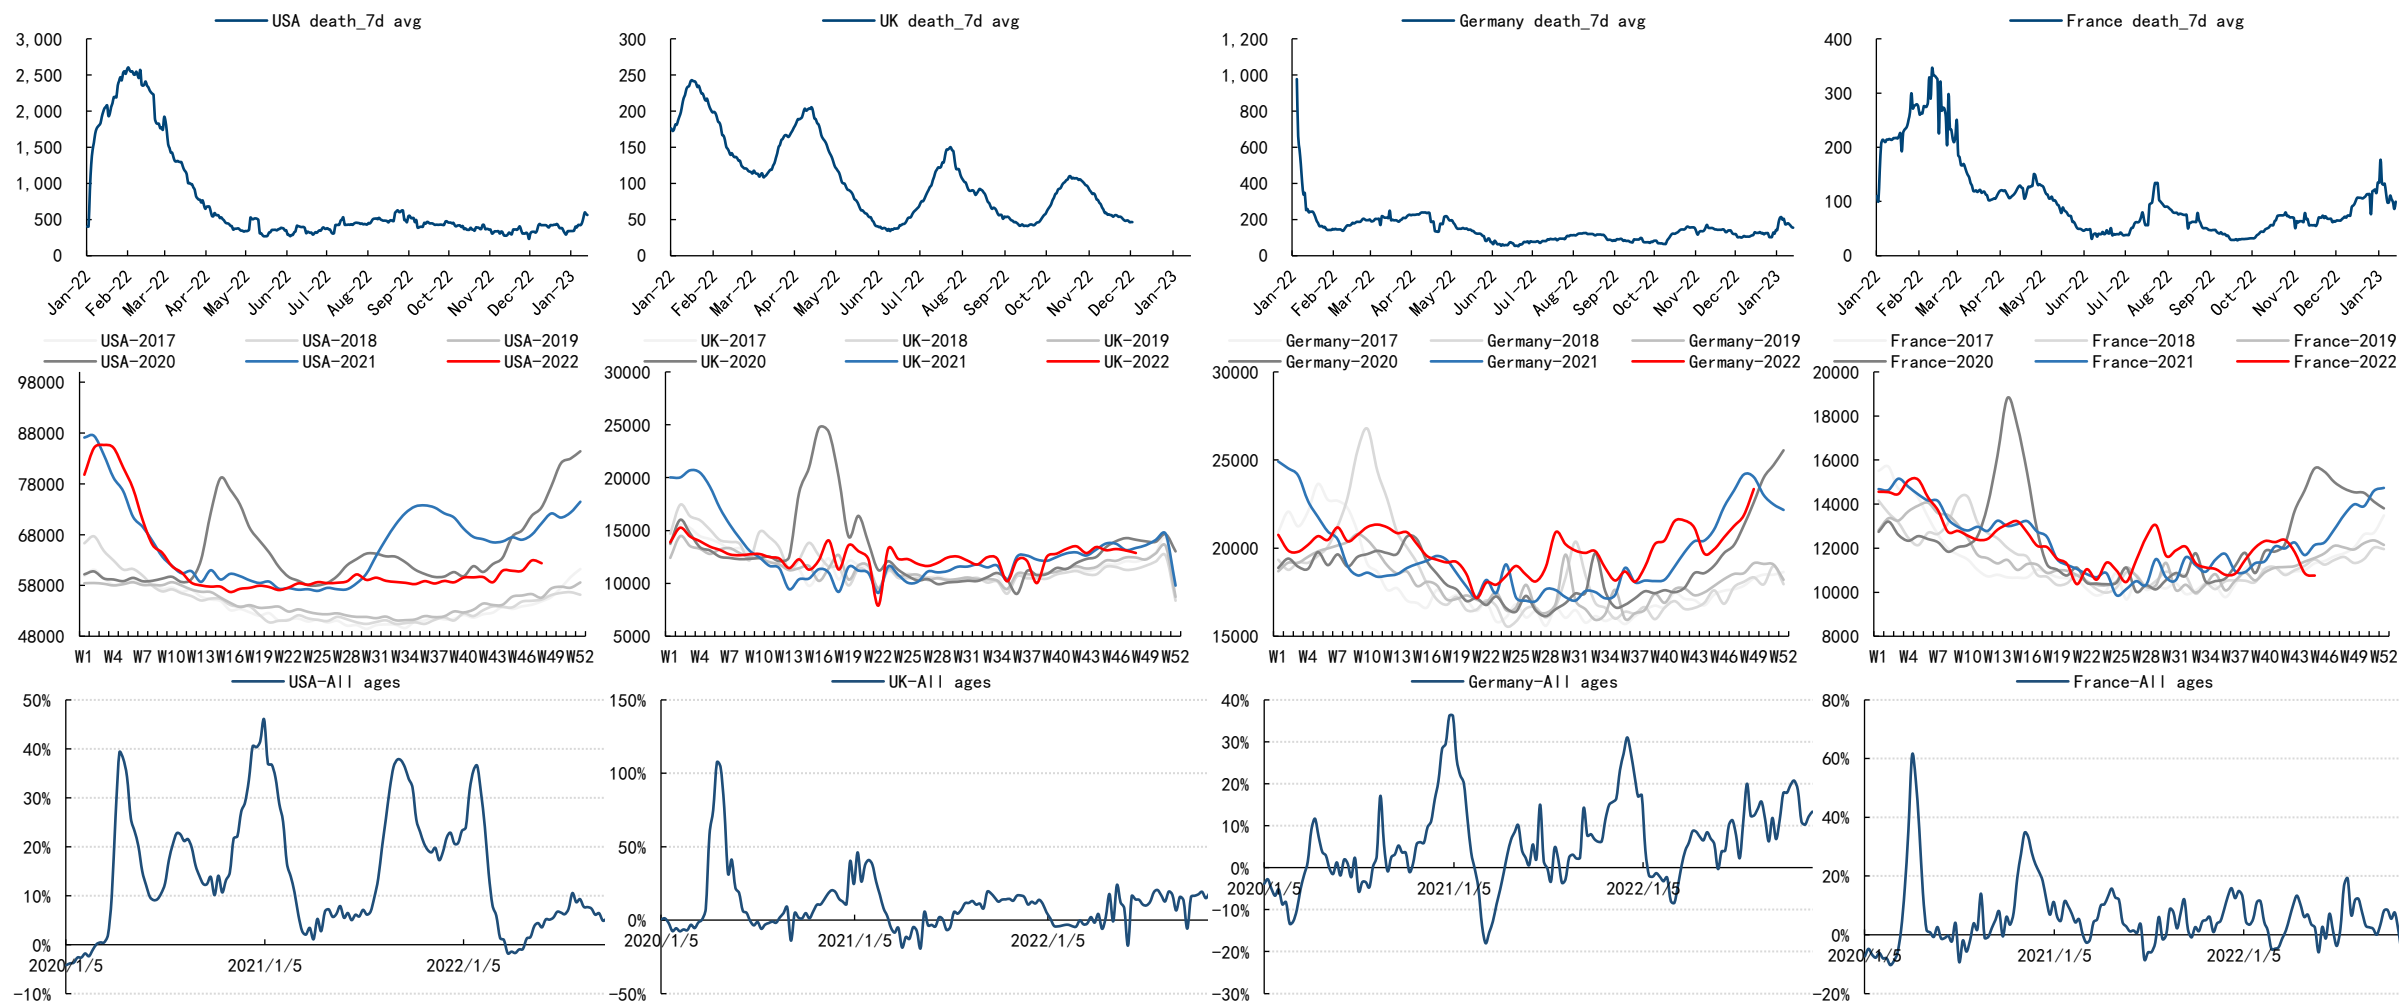 USA death_7d avg
3,000
2,500
2,000
1,500
1,000
500
0
Jan-22 Feb-22 Mar-22 Apr-22 May-22 Jun-22 Jul-22 Aug-22 Sep-22 Oct-22 Nov-22 Dec-22 Jan-23
UK death_7d avg
300
250
200
150
100
50
0
Jan-22 Feb-22 Mar-22 Apr-22 May-22 Jun-22 Jul-22 Aug-22 Sep-22 Oct-22 Nov-22 Dec-22 Jan-23
Germany death_7d avg
1,200
1,000
800
600
400
200
0
Jan-22 Feb-22 Mar-22 Apr-22 May-22 Jun-22 Jul-22 Aug-22 Sep-22 Oct-22 Nov-22 Dec-22 Jan-23
France death_7d avg
400
300
200
100
0
Jan-22 Feb-22 Mar-22 Apr-22 May-22 Jun-22 Jul-22 Aug-22 Sep-22 Oct-22 Nov-22 Dec-22 Jan-23
USA-2017 USA-2018 USA-2019
USA-2020 USA-2021 USA-2022
98000
88000
78000
68000
58000
48000
W1 W4 W7 W10 W13 W16 W19 W22 W25 W28 W31 W34 W37 W40 W43 W46 W49 W52
UK-2017 UK-2018 UK-2019
UK-2020 UK-2021 UK-2022
30000
25000
20000
15000
10000
5000
W1 W4 W7 W10 W13 W16 W19 W22 W25 W28 W31 W34 W37 W40 W43 W46 W49 W52
Germany-2017 Germany-2018 Germany-2019
Germany-2020 Germany-2021 Germany-2022
30000
25000
20000
15000
W1 W4 W7 W10 W13 W16 W19 W22 W25 W28 W31 W34 W37 W40 W43 W46 W49 W52
France-2017 France-2018 France-2019
France-2020 France-2021 France-2022
20000
18000
16000
14000
12000
10000
8000
W1 W4 W7 W10 W13 W16 W19 W22 W25 W28 W31 W34 W37 W40 W43 W46 W49 W52
USA-All ages
50%
40%
30%
20%
10%
0%
-10%
2020/1/5 2021/1/5 2022/1/5
UK-All ages
150%
100%
50%
0%
-50%
2020/1/5 2021/1/5 2022/1/5
Germany-All ages
40%
30%
20%
10%
0%
-10%
-20%
-30%
2020/1/5 2021/1/5 2022/1/5
France-All ages
80%
60%
40%
20%
0%
-20%
2020/1/5 2021/1/5 2022/1/5